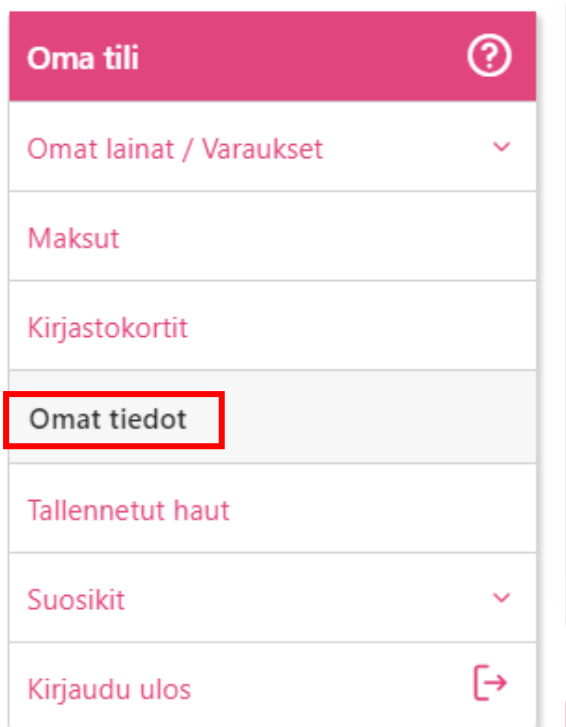 Oma tili
Omat lainat / Varaukset
Maksut
Kirjastokortit
Omat tiedot
Tallennetut haut
Suosikit
Kirjaudu ulos